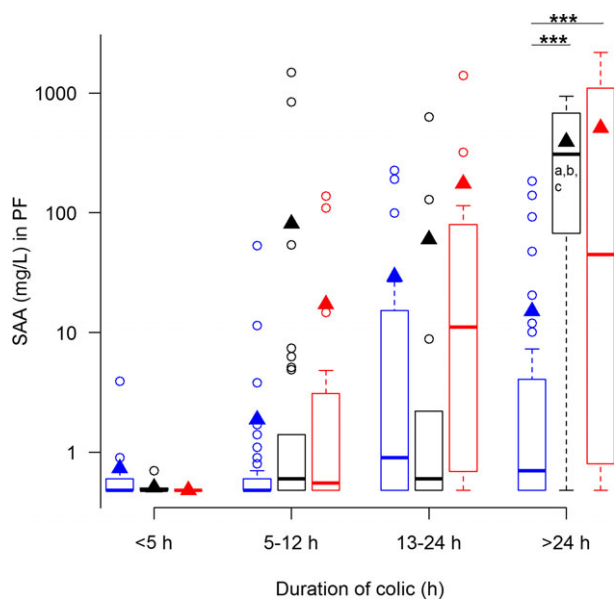 ***
***
1000
100
10
1
SAA (mg/L) in PF
a,b,
c
<5 h
5-12 h
13-24 h
>24 h
Duration of colic (h)